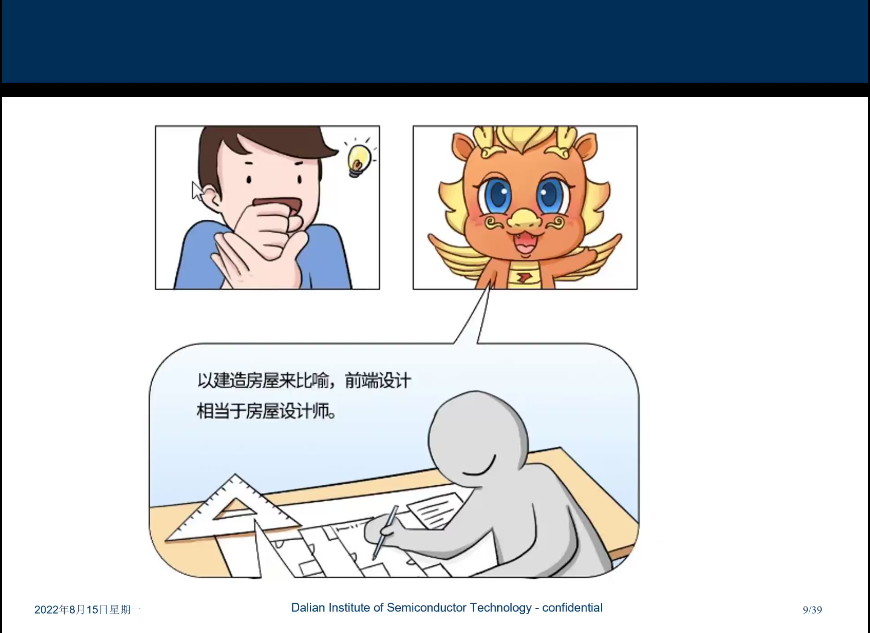 以建造房屋来比喻，前端设计
相当于房屋设计师。
2022年8月15日星期一
Dalian Institute of Semiconductor Technology - confidential
9/39